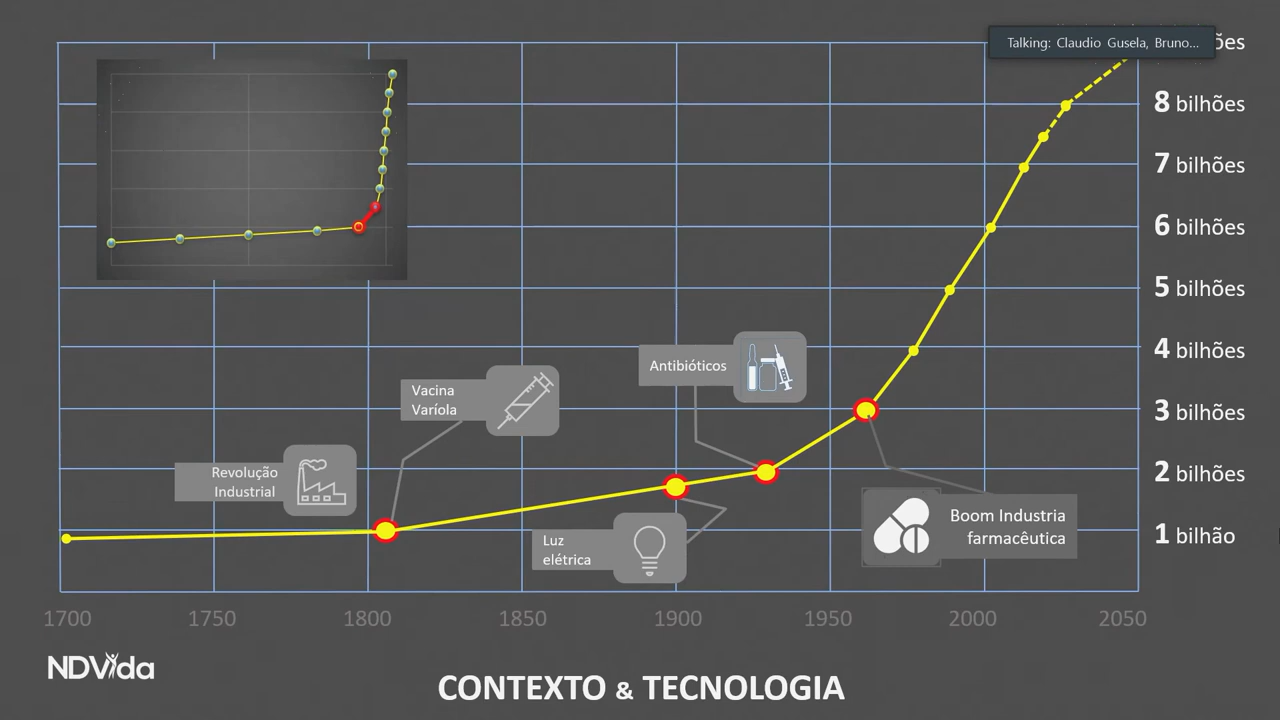 Talking: Claudio Gusela, Bruno...
8 bilhões
7 bilhões
6 bilhões
5 bilhões
4 bilhões
3 bilhões
2 bilhões
1 bilhão
Antibióticos
Vacina
Varíola
Revolução
Industrial
Luz
elétrica
Boom Industria
farmacêutica
1700 1750 1800 1850 1900 1950 2000 2050
NDVida
CONTEXTO & TECNOLOGIA